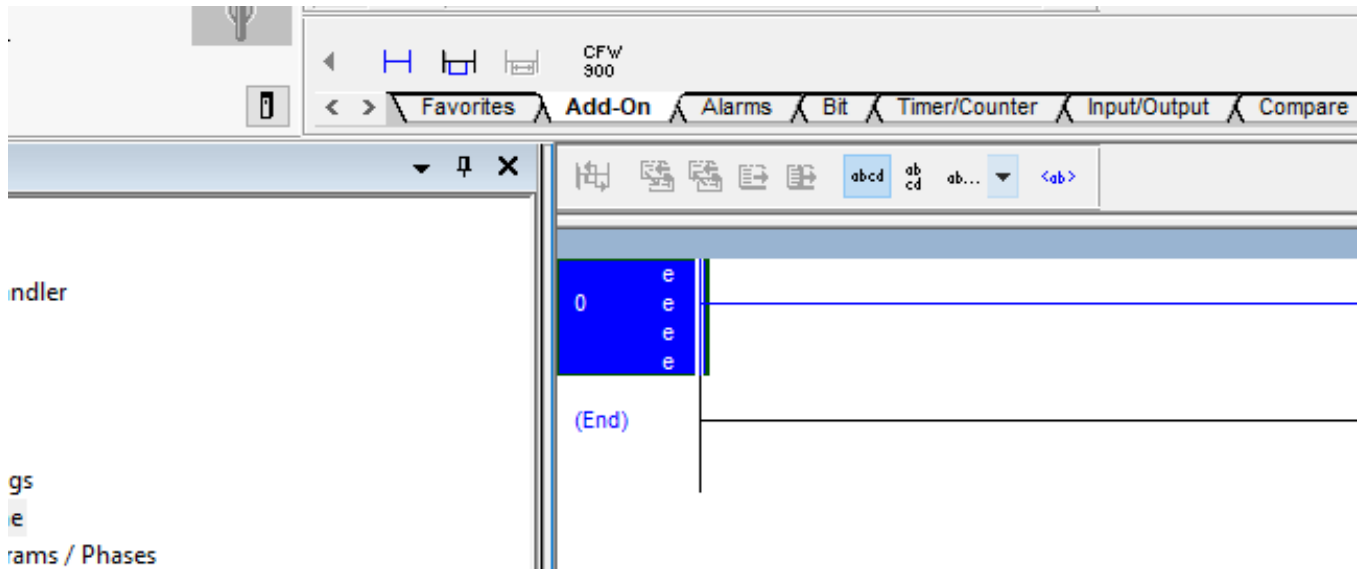 CFW
900
< > Favorites Add-On Alarms Bit Timer/Counter Input/Output Compare
abcd ab cd ab... <ab>
ndler
0 e
e
e
e
(End)
gs
e
rams / Phases